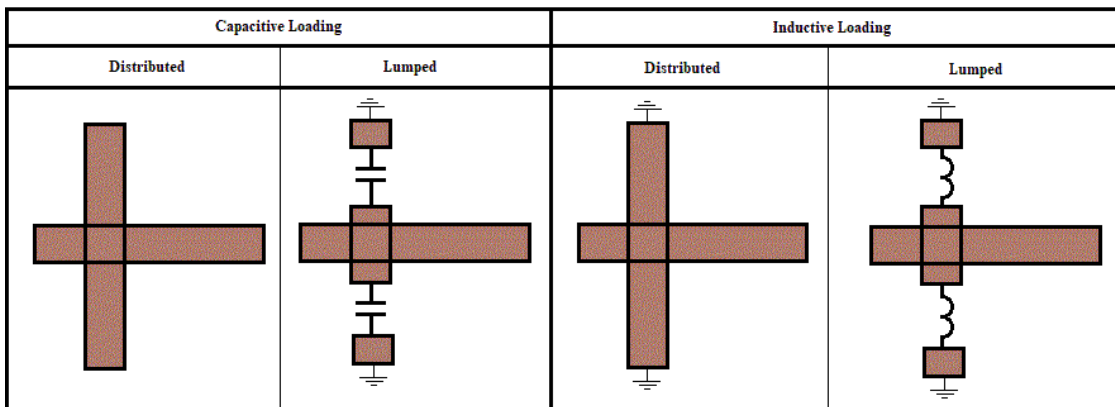 Capacitive Loading
Inductive Loading
Distributed
Lumped
Distributed
Lumped